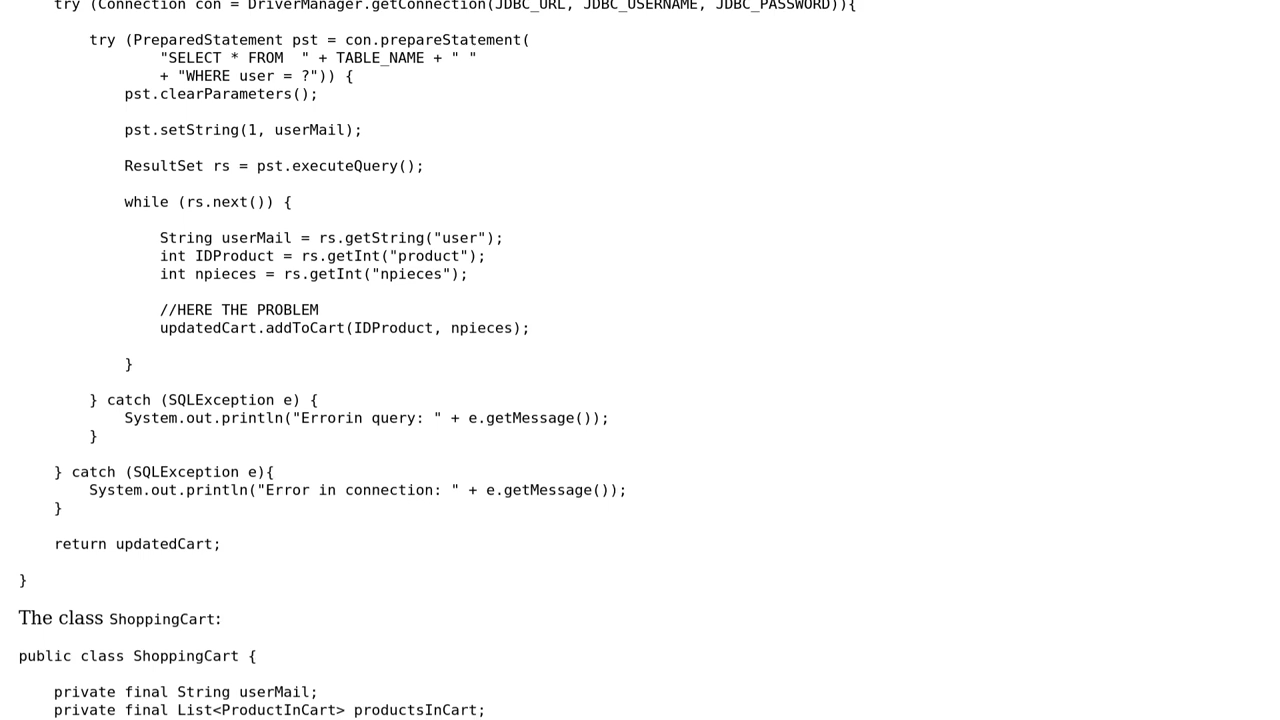 try (Connection con = DriverManager.getConnection(JDBC_URL, JDBC_USERNAME, JDBC_PASSWORD)){
try (PreparedStatement pst = con.prepareStatement(
"SELECT * FROM  " + TABLE_NAME + " "
+ "WHERE user = ?")) {
pst.clearParameters();
pst.setString(1, userMail);
ResultSet rs = pst.executeQuery();
while (rs.next()) {
String userMail = rs.getString("user");
int IDProduct = rs.getInt("product");
int npieces = rs.getInt("npieces");
//HERE THE PROBLEM
updatedCart.addToCart(IDProduct, npieces);
}
} catch (SQLException e) {
System.out.println("Errorin query: " + e.getMessage());
}
} catch (SQLException e){
System.out.println("Error in connection: " + e.getMessage());
}
return updatedCart;
}
The class ShoppingCart:
public class ShoppingCart {
private final String userMail;
private final List<ProductInCart> productsInCart;